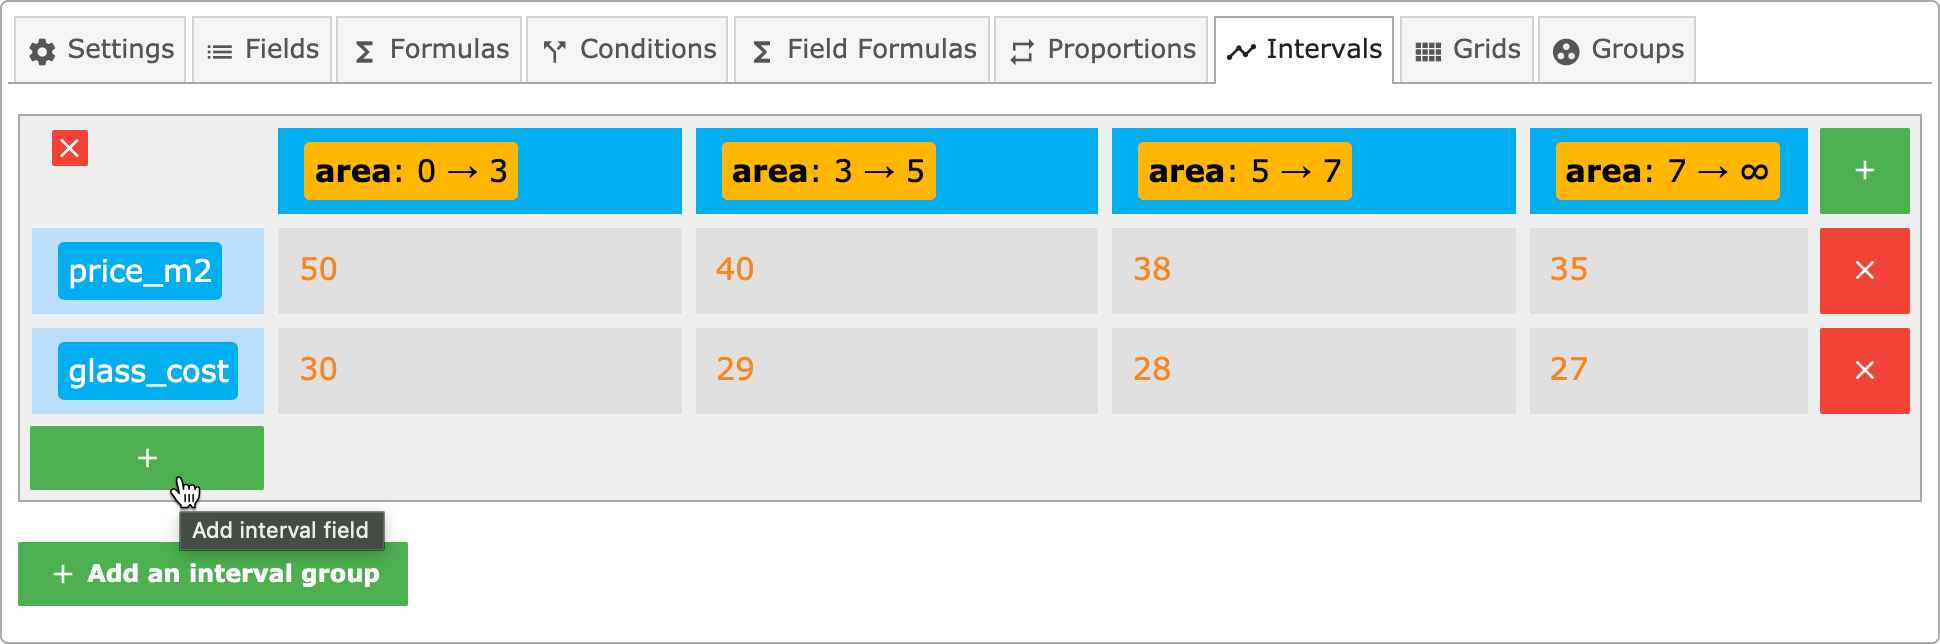 Settings Fields Formulas Conditions Field Formulas Proportions Intervals Grids Groups
area: 0 → 3 area: 3 → 5 area: 5 → 7 area: 7 → ∞ +
price_m2 50 40 38 35
glass_cost 30 29 28 27
+
Add interval field
+ Add an interval group